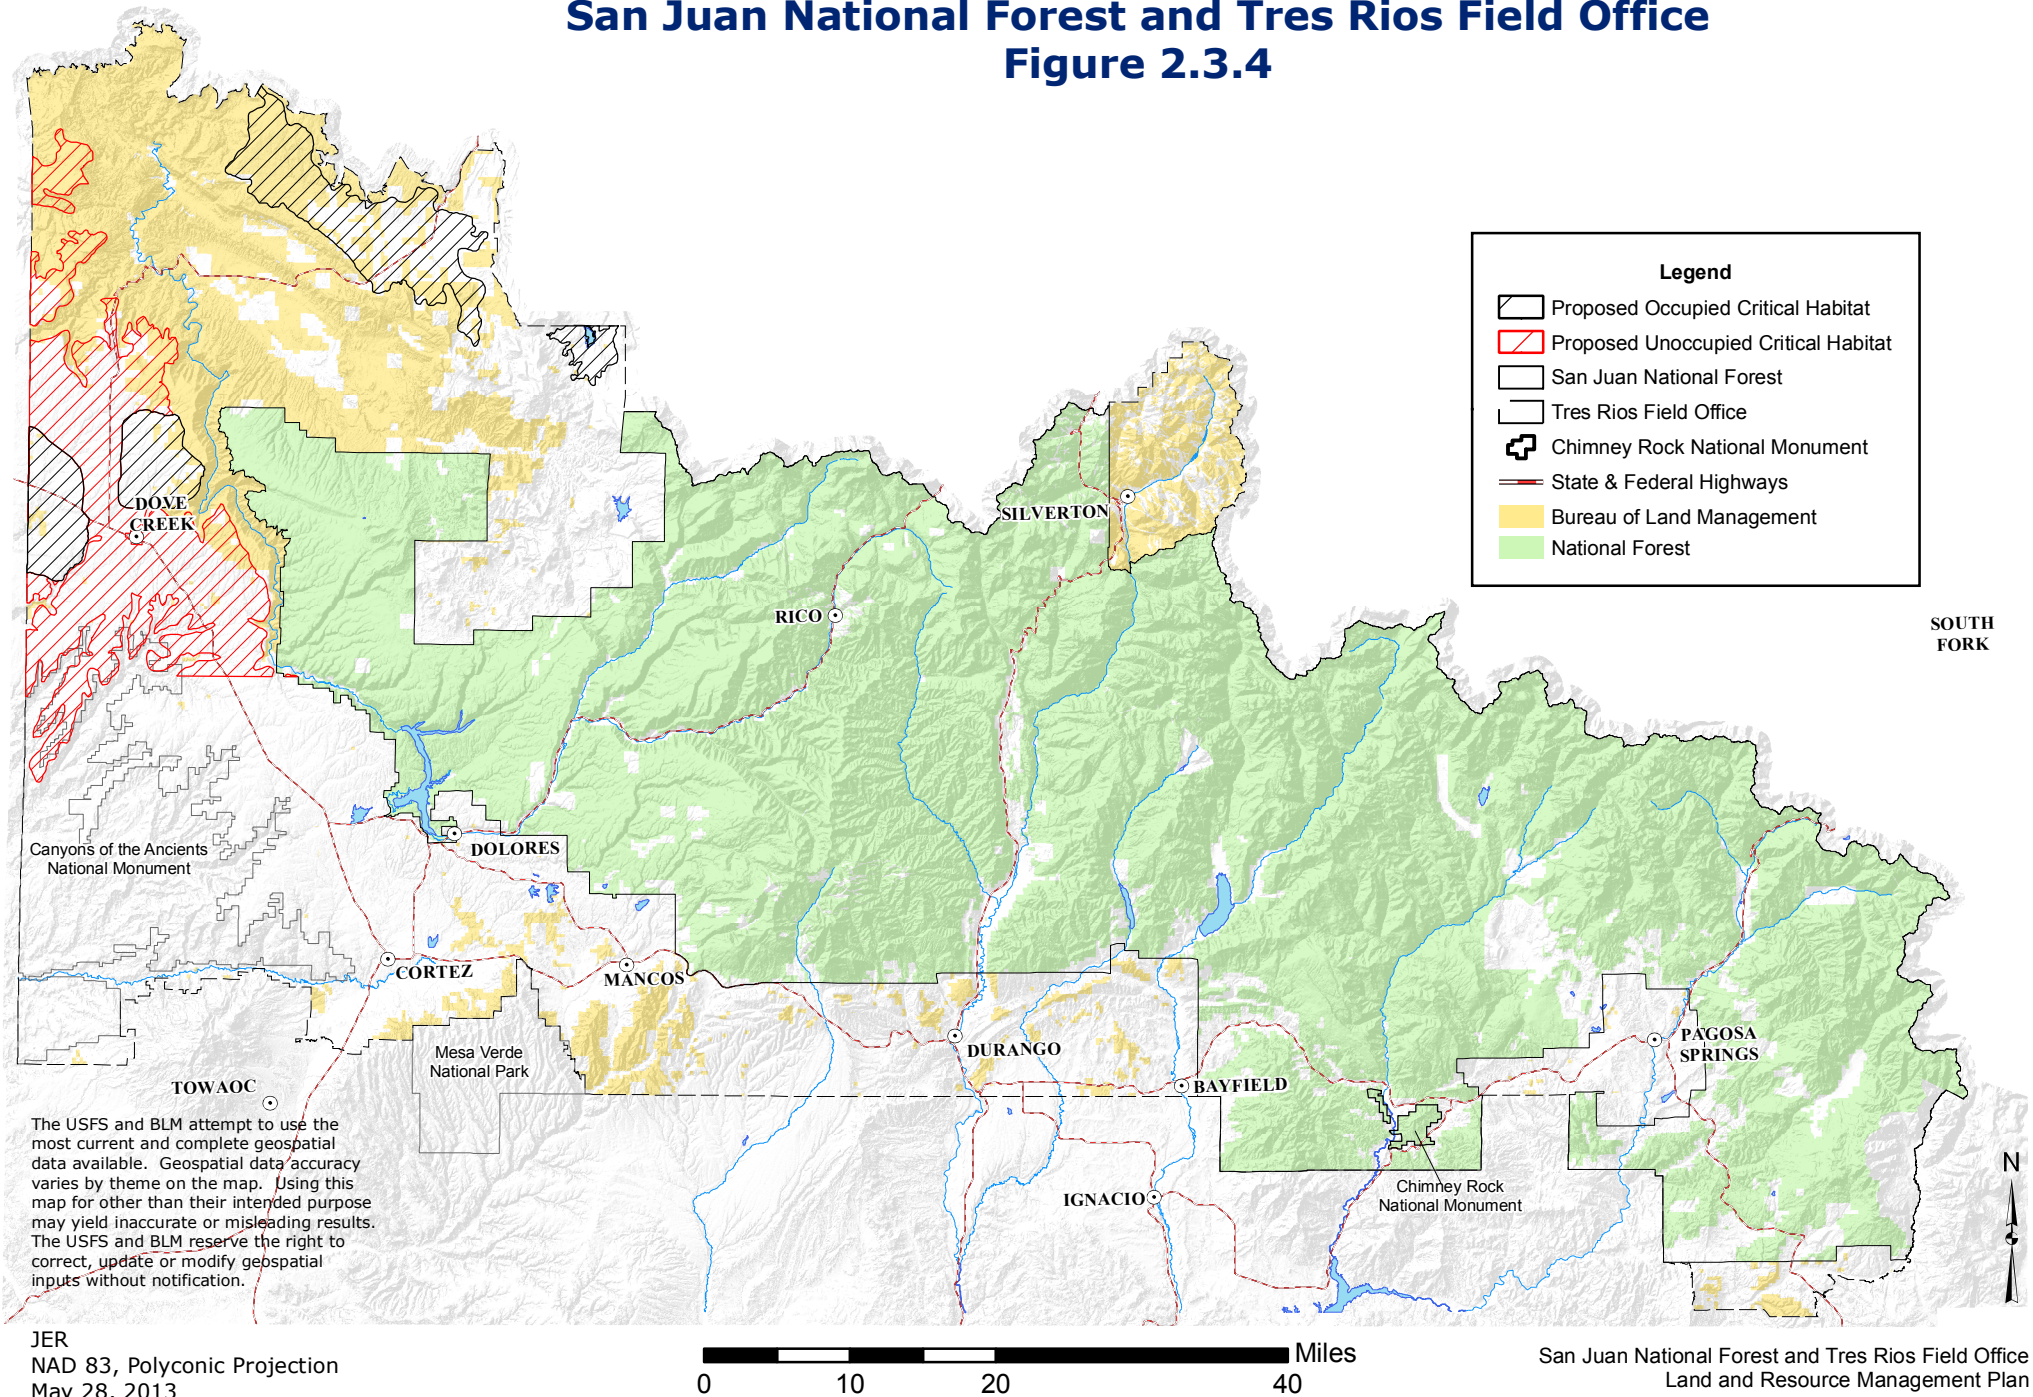 San Juan National Forest and Tres Rios Field Office
Figure 2.3.4
Legend
Proposed Occupied Critical Habitat
Proposed Unoccupied Critical Habitat
San Juan National Forest
Tres Rios Field Office
Chimney Rock National Monument
State & Federal Highways
Bureau of Land Management
National Forest
DOVE
CREEK
SILVERTON
RICO
SOUTH
FORK
DOLORES
Canyons of the Ancients
National Monument
CORTEZ
MANCOS
Mesa Verde
National Park
DURANGO
PAGOSA
SPRINGS
TOWAOC
BAYFIELD
IGNACIO
Chimney Rock
National Monument
N
The USFS and BLM attempt to use the
most current and complete geospatial
data available. Geospatial data accuracy
varies by theme on the map. Using this
map for other than their intended purpose
may yield inaccurate or misleading results.
The USFS and BLM reserve the right to
correct, update or modify geospatial
inputs without notification.
JER
NAD 83, Polyconic Projection
May 28, 2013
Miles
0 10 20 40
San Juan National Forest and Tres Rios Field Office
Land and Resource Management Plan